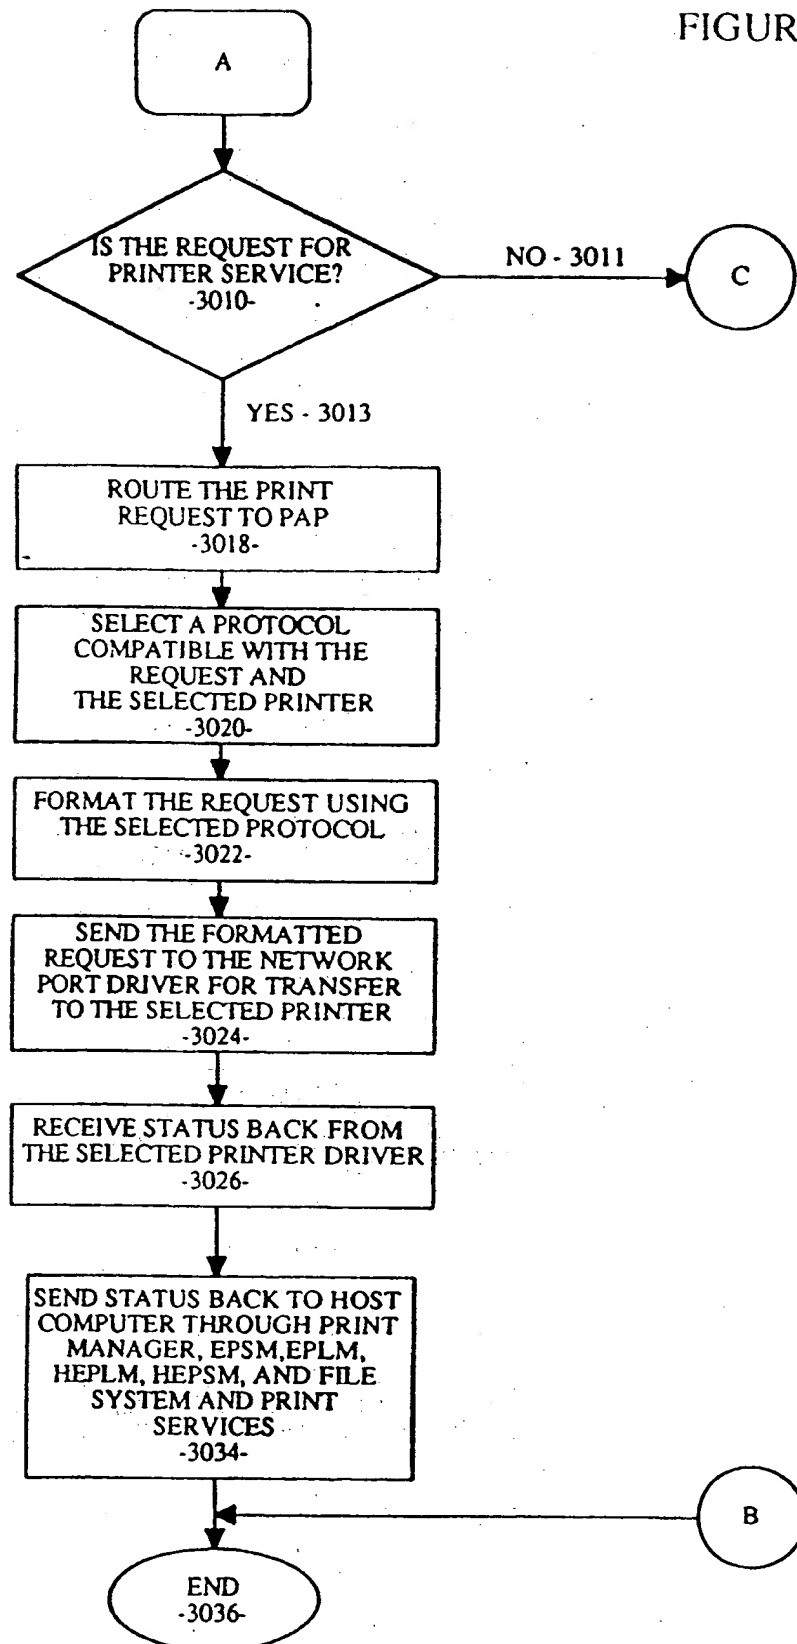 FIGUR
A
IS THE REQUEST FOR
PRINTER SERVICE?
-3010-
NO - 3011
C
YES - 3013
ROUTE THE PRINT
REQUEST TO PAP
-3018-
SELECT A PROTOCOL
COMPATIBLE WITH THE
REQUEST AND
THE SELECTED PRINTER
-3020-
FORMAT THE REQUEST USING
THE SELECTED PROTOCOL
-3022-
SEND THE FORMATTED
REQUEST TO THE NETWORK
PORT DRIVER FOR TRANSFER
TO THE SELECTED PRINTER
-3024-
RECEIVE STATUS BACK FROM
THE SELECTED PRINTER DRIVER
-3026-
SEND STATUS BACK TO HOST
COMPUTER THROUGH PRINT
MANAGER, EPSM,EPLM,
HEPLM, HEPSM, AND FILE
SYSTEM AND PRINT
SERVICES
-3034-
B
END
-3036-